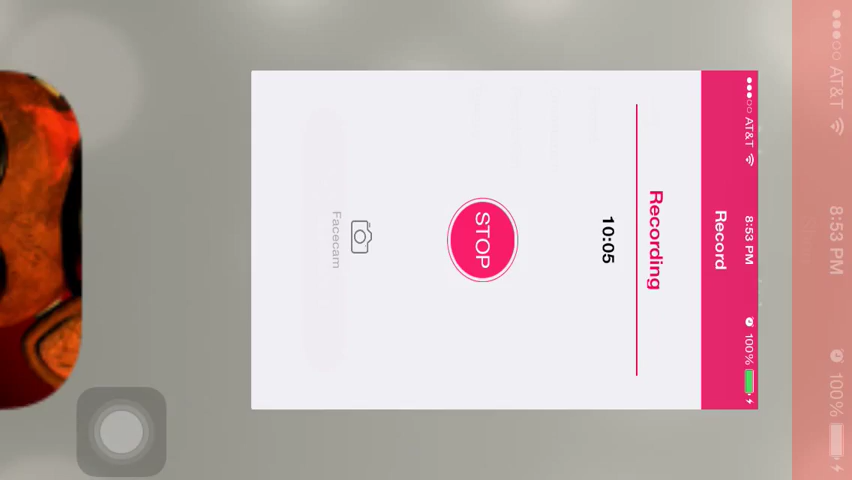 AT&T 8:53 PM 100%
AT&T 8:53 PM 100%
Record
Recording
10:05
STOP
Facecam